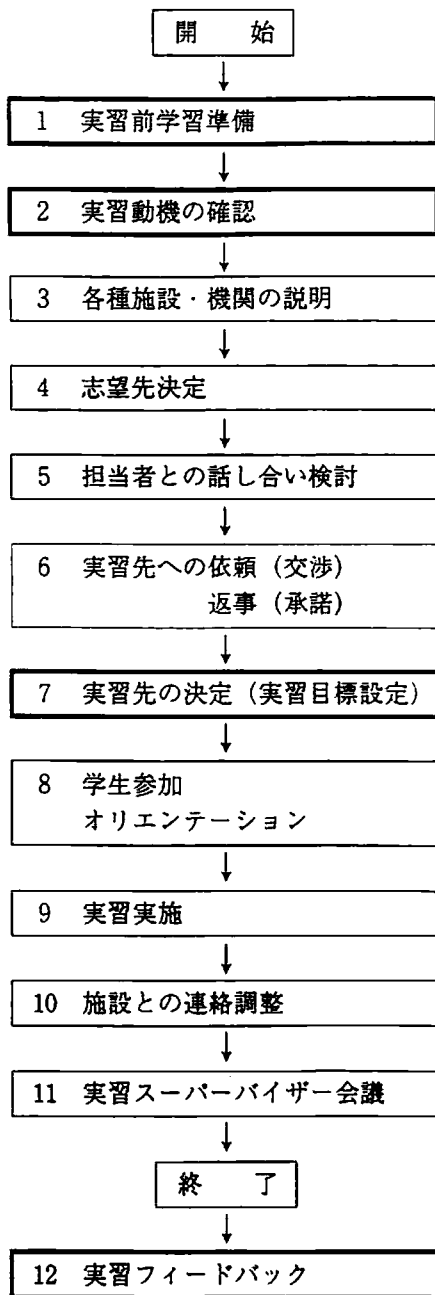 開　始
1　実習前学習準備
2　実習動機の確認
3　各種施設・機関の説明
4　志望先決定
5　担当者との話し合い検討
6　実習先への依頼（交渉）
返事（承諾）
7　実習先の決定（実習目標設定）
8　学生参加
オリエンテーション
9　実習実施
10　施設との連絡調整
11　実習スーパーバイザー会議
終　了
12　実習フィードバック